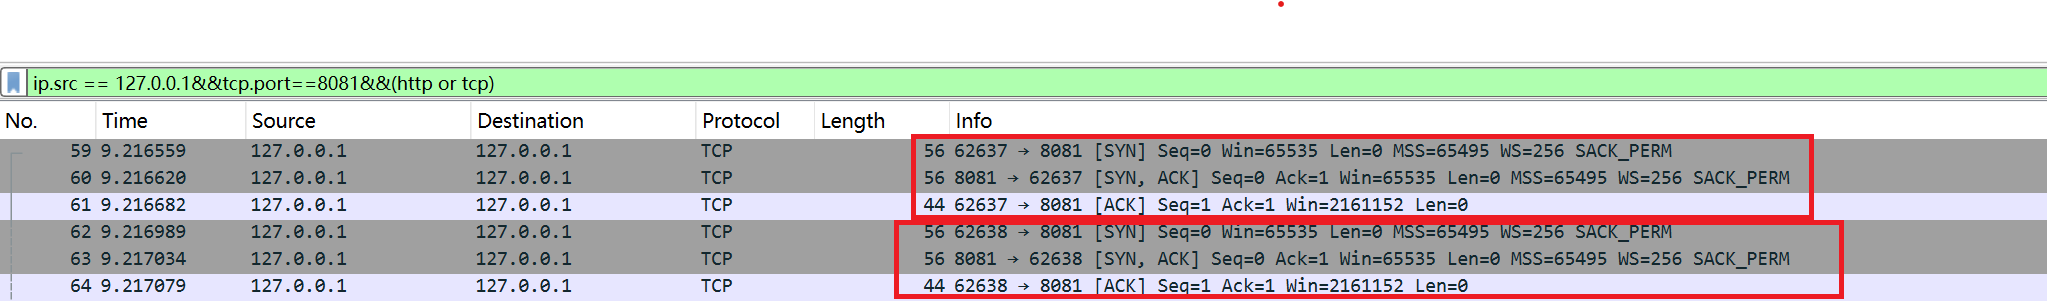 ip.src == 127.0.0.1&&tcp.port==8081&&(http or tcp)
No. Time Source Destination Protocol Length Info
59 9.216559 127.0.0.1 127.0.0.1 TCP 56 62637 → 8081 [SYN] Seq=0 Win=65535 Len=0 MSS=65495 WS=256 SACK_PERM
60 9.216620 127.0.0.1 127.0.0.1 TCP 56 8081 → 62637 [SYN, ACK] Seq=0 Ack=1 Win=65535 Len=0 MSS=65495 WS=256 SACK_PERM
61 9.216682 127.0.0.1 127.0.0.1 TCP 44 62637 → 8081 [ACK] Seq=1 Ack=1 Win=2161152 Len=0
62 9.216989 127.0.0.1 127.0.0.1 TCP 56 62638 → 8081 [SYN] Seq=0 Win=65535 Len=0 MSS=65495 WS=256 SACK_PERM
63 9.217034 127.0.0.1 127.0.0.1 TCP 56 8081 → 62638 [SYN, ACK] Seq=0 Ack=1 Win=65535 Len=0 MSS=65495 WS=256 SACK_PERM
64 9.217079 127.0.0.1 127.0.0.1 TCP 44 62638 → 8081 [ACK] Seq=1 Ack=1 Win=2161152 Len=0